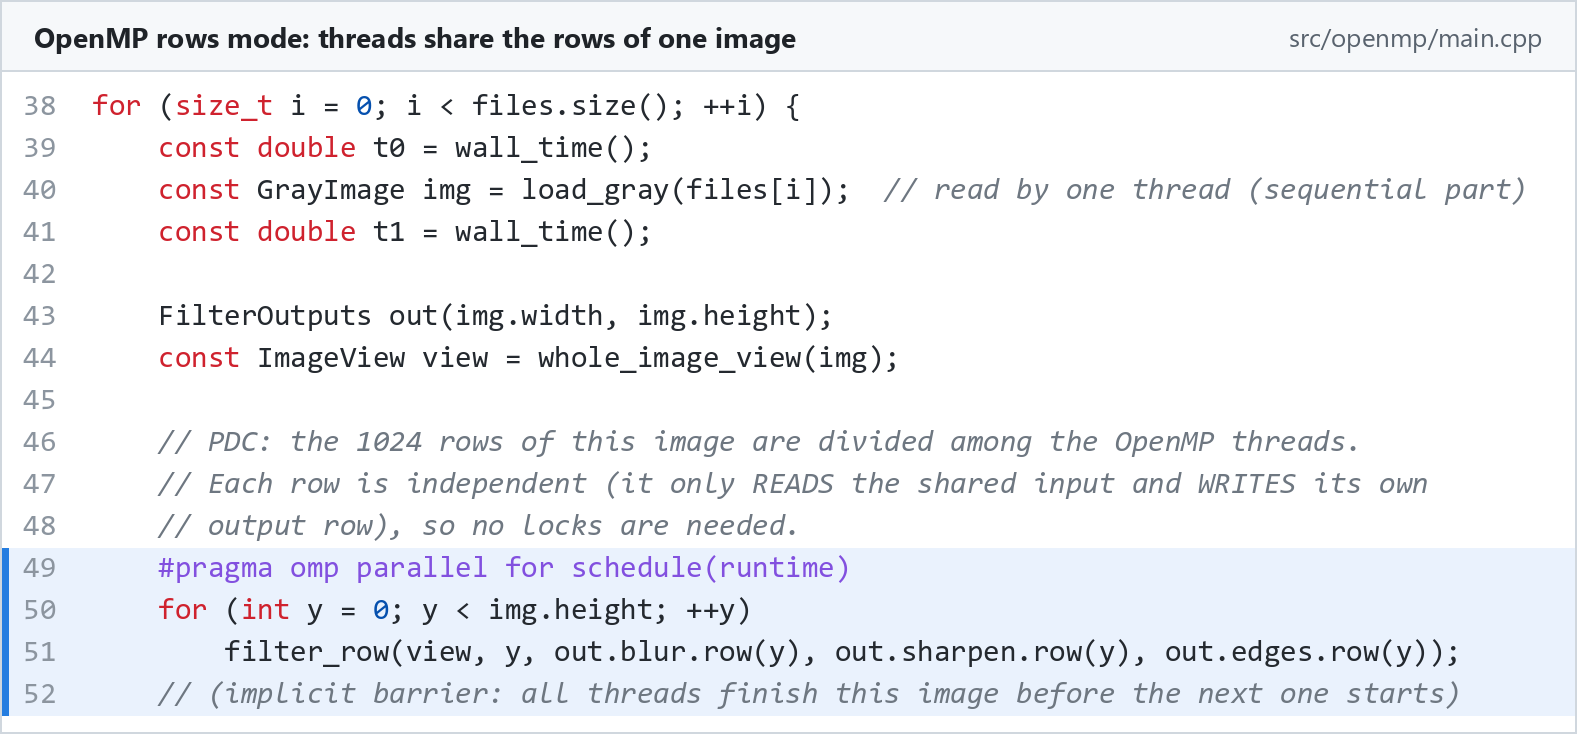 OpenMP rows mode: threads share the rows of one image
src/openmp/main.cpp
38 for (size_t i = 0; i < files.size(); ++i) {
39     const double t0 = wall_time();
40     const GrayImage img = load_gray(files[i]);  // read by one thread (sequential part)
41     const double t1 = wall_time();
42
43     FilterOutputs out(img.width, img.height);
44     const ImageView view = whole_image_view(img);
45
46     // PDC: the 1024 rows of this image are divided among the OpenMP threads.
47     // Each row is independent (it only READS the shared input and WRITES its own
48     // output row), so no locks are needed.
49     #pragma omp parallel for schedule(runtime)
50     for (int y = 0; y < img.height; ++y)
51         filter_row(view, y, out.blur.row(y), out.sharpen.row(y), out.edges.row(y));
52     // (implicit barrier: all threads finish this image before the next one starts)